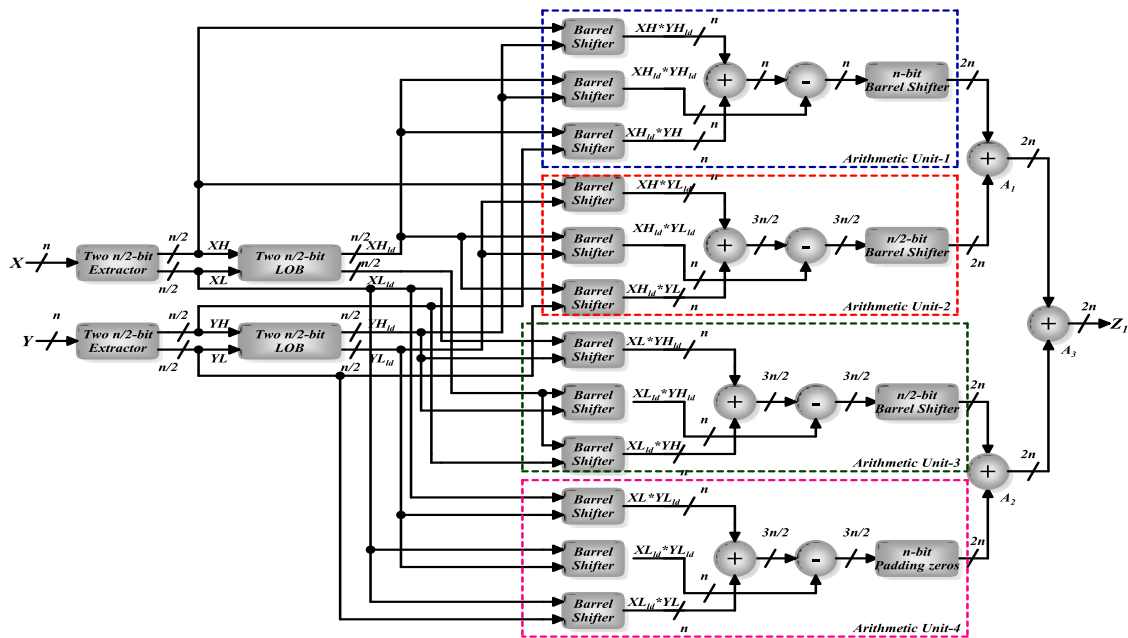 X
n
Two n/2-bit
Extractor
n/2
n/2
XH
XL
Two n/2-bit
LOB
n/2
n/2
XH_ld
XL_ld
Y
n
Two n/2-bit
Extractor
n/2
n/2
YH
YL
Two n/2-bit
LOB
n/2
n/2
YH_ld
YL_ld
Barrel
Shifter
XH*YH_ld
n
Barrel
Shifter
XH_ld*YH_ld
n
Barrel
Shifter
XH_ld*YH
n
+
n
-
n
n-bit
Barrel Shifter
2n
Arithmetic Unit-1
Barrel
Shifter
XH*YL_ld
n
Barrel
Shifter
XH_ld*YL_ld
n
Barrel
Shifter
XH_ld*YL
n
+
3n/2
-
3n/2
n/2-bit
Barrel Shifter
2n
Arithmetic Unit-2
Barrel
Shifter
XL*YH_ld
n
Barrel
Shifter
XL_ld*YH_ld
n
Barrel
Shifter
XL_ld*YH
n
+
3n/2
-
3n/2
n/2-bit
Barrel Shifter
2n
Arithmetic Unit-3
Barrel
Shifter
XL*YL_ld
n
Barrel
Shifter
XL_ld*YL_ld
n
Barrel
Shifter
XL_ld*YL
n
+
3n/2
-
3n/2
n-bit
Padding zeros
2n
Arithmetic Unit-4
+
A_1
2n
+
A_2
2n
+
A_3
2n
Z_1